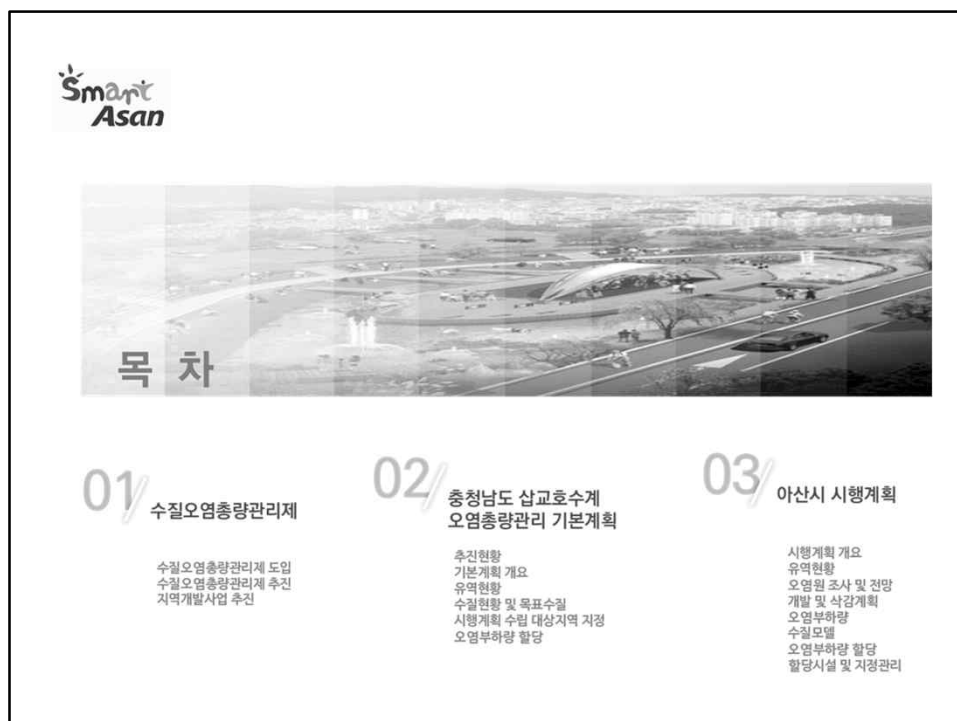 Smart
Asan
목 차
01
수질오염총량관리제
수질오염총량관리제 도입
수질오염총량관리제 추진
지역개발사업 추진
02
충청남도 삽교호수계
오염총량관리 기본계획
추진현황
기본계획 개요
유역현황
수질현황 및 목표수질
시행계획 수립 대상지역 지정
오염부하량 할당
03
아산시 시행계획
시행계획 개요
유역현황
오염원 조사 및 전망
개발 및 삭감계획
오염부하량
수질모델
오염부하량 할당
할당시설 및 지정관리